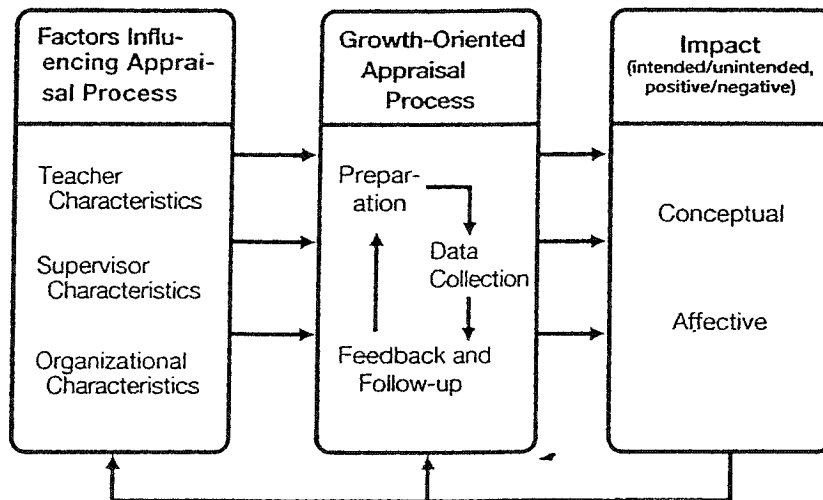 Factors Influ-
encing Apprai-
sal Process
Teacher
Characteristics
Supervisor
Characteristics
Organizational
Characteristics
Growth-Oriented
Appraisal
Process
Prepar-
ation
Data
Collection
Feedback and
Follow-up
Impact
(intended/unintended,
positive/negative)
Conceptual
Affective